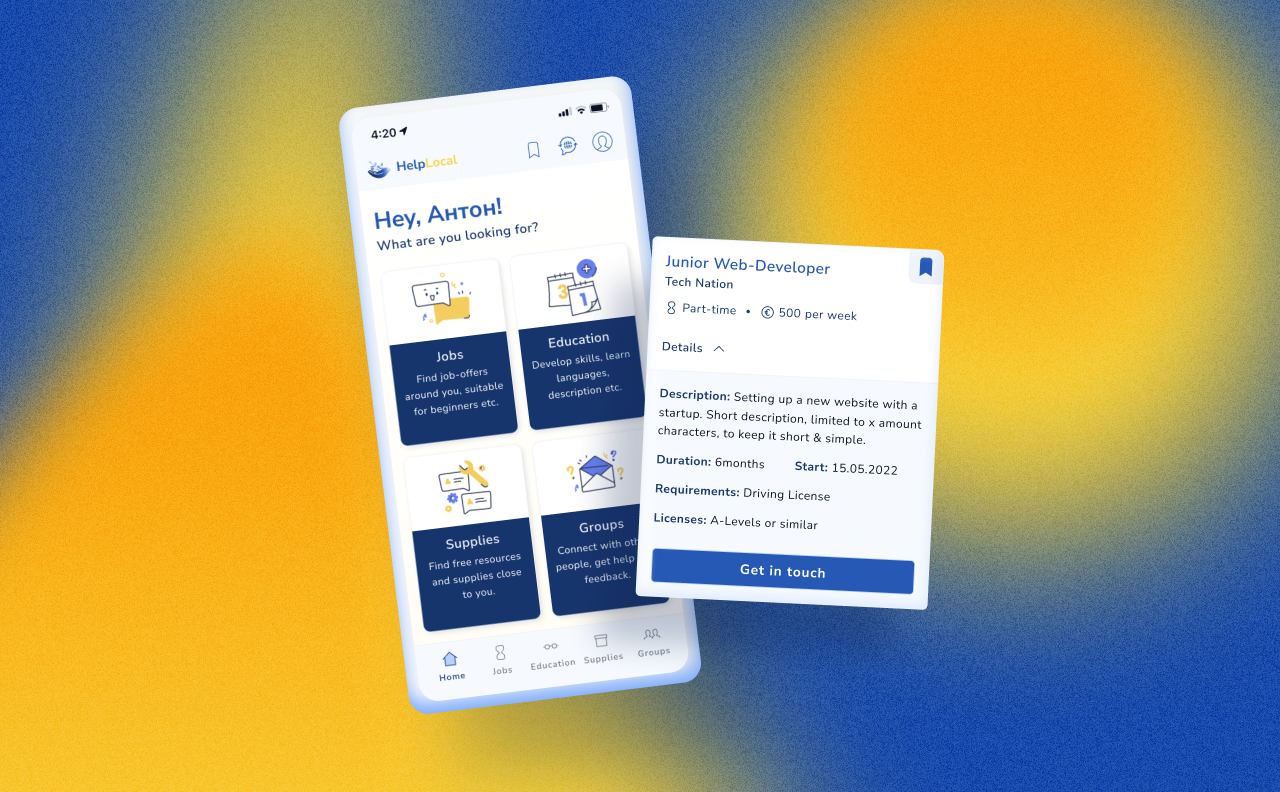 4:20
HelpLocal
Hey, Антон!
What are you looking for?
3
1
Jobs
Find job-offers
around you, suitable
for beginners etc.
Education
Develop skills, learn
languages,
description etc.
Supplies
Find free resources
and supplies close
to you.
Groups
Connect with
people, get help
feedback.
Home
Jobs
Education
Supplies
Groups
Junior Web-Developer
Tech Nation
Part-time • € 500 per week
Details
Description: Setting up a new website with a
startup. Short description, limited to x amount
characters, to keep it short & simple.
Duration: 6months Start: 15.05.2022
Requirements: Driving License
Licenses: A-Levels or similar
Get in touch